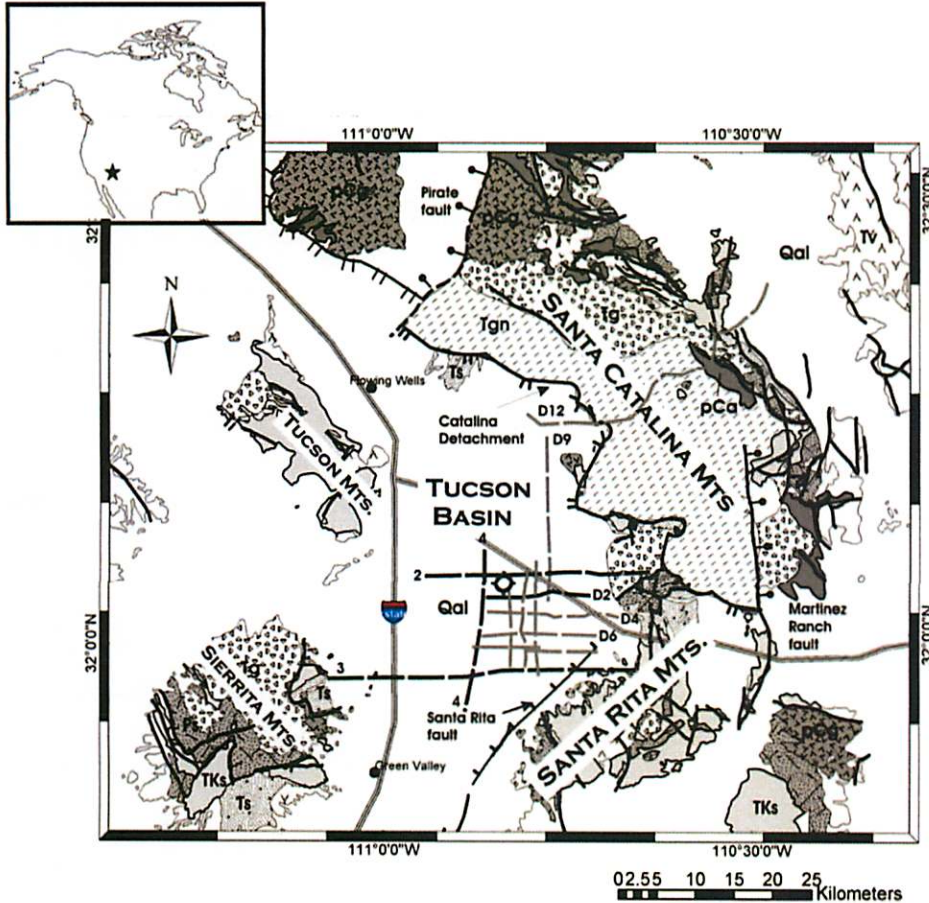 111°0'0"W
110°30'0"W
32°30'0"N
Pirate
fault
pCg
Qal
Tv
N
Tgn
Tg
SANTA CATALINA MTS
Ts
Flowing Wells
D12
pCa
Catalina
Detachment
D9
TUCSON MTS.
TUCSON
BASIN
4
2
Qal
D2
D4
D6
Martinez
Ranch
fault
32°0'0"N
32°0'0"N
SIERRITA MTS.
Ts
3
4
Santa Rita
fault
SANTA RITA MTS.
Green Valley
TKs
Ts
pCg
TKs
111°0'0"W
110°30'0"W
0 2.5 5 10 15 20 25
Kilometers